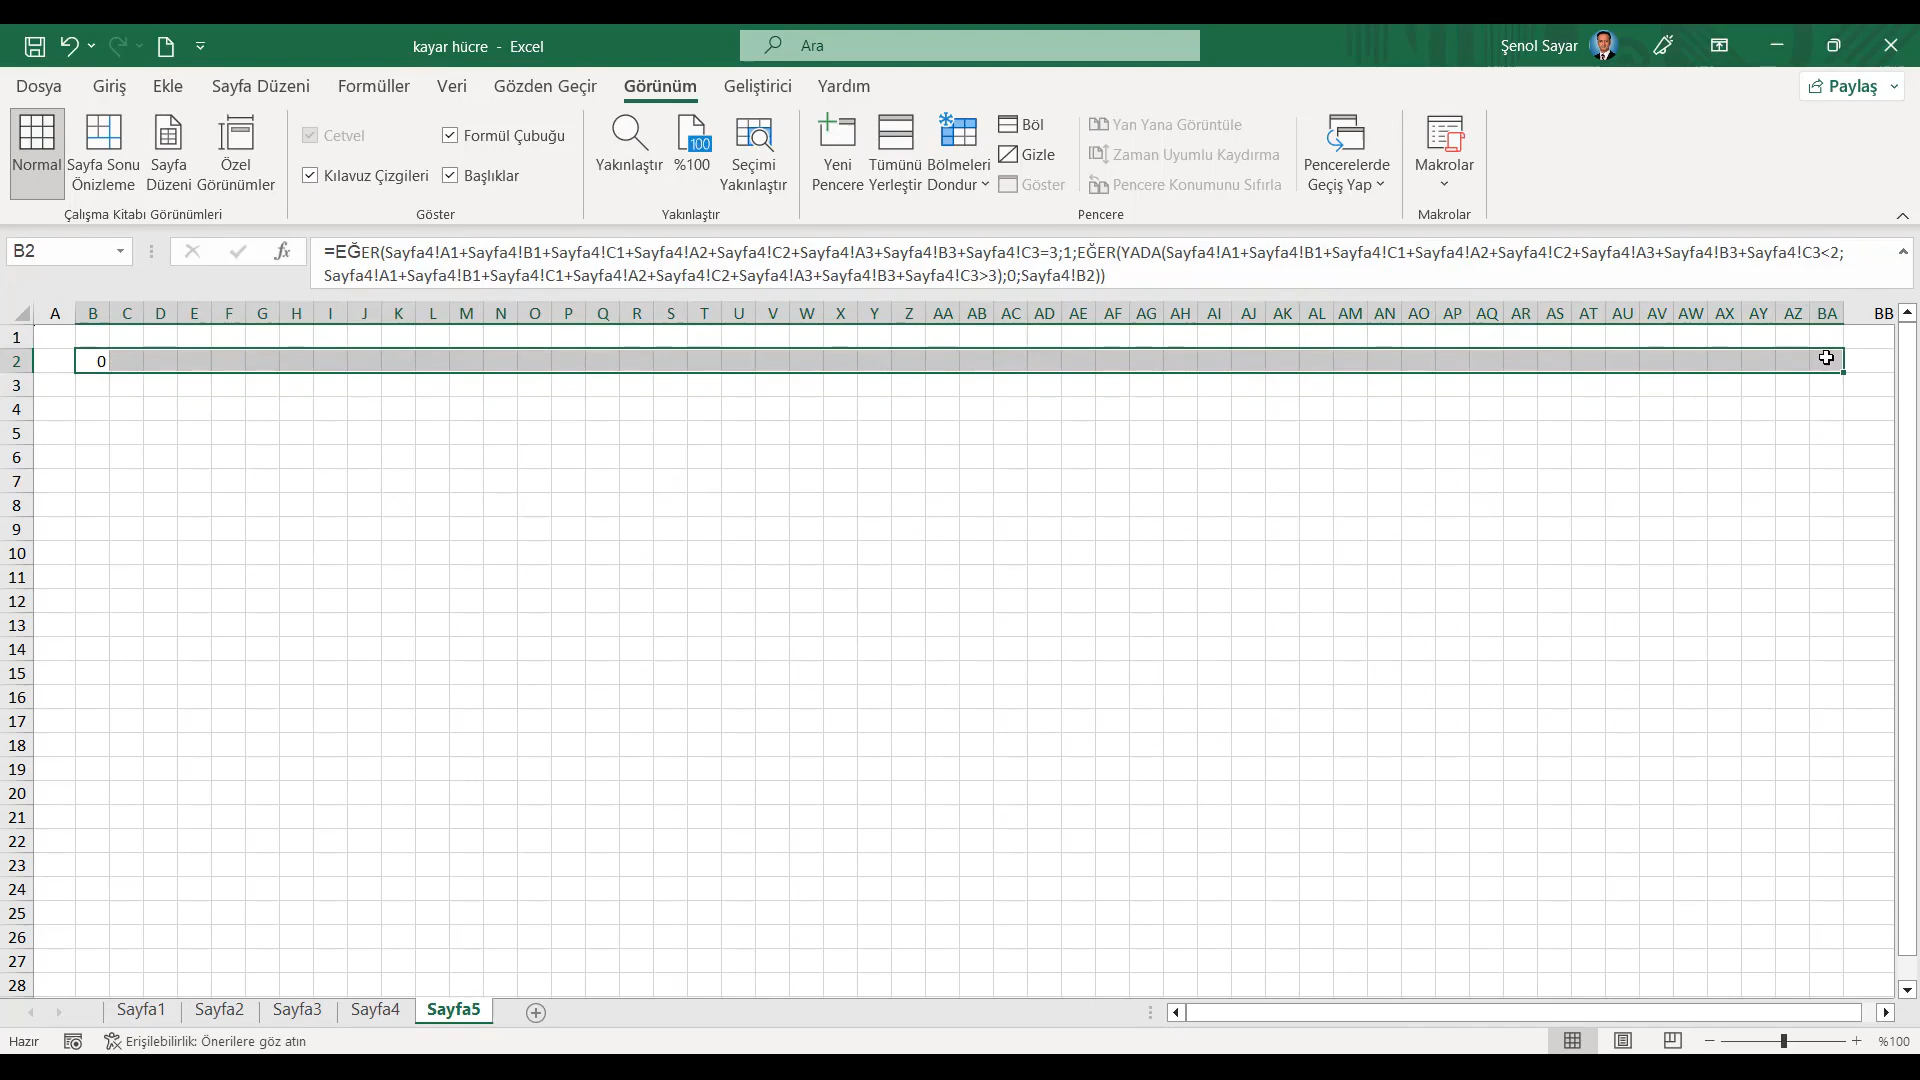 kayar hücre - Excel
Ara
Şenol Sayar
Dosya Giriş Ekle Sayfa Düzeni Formüller Veri Gözden Geçir Görünüm Geliştirici Yardım
Paylaş
Normal
Sayfa Sonu Önizleme
Sayfa Düzeni
Özel Görünümler
Çalışma Kitabı Görünümleri
Cetvel
Formül Çubuğu
Kılavuz Çizgileri
Başlıklar
Göster
Yakınlaştır
100
%100
Seçimi Yakınlaştır
Yakınlaştır
Yeni Pencere
Tümünü Yerleştir
Bölmeleri Dondur
Böl
Gizle
Göster
Yan Yana Görüntüle
Zaman Uyumlu Kaydırma
Pencere Konumunu Sıfırla
Pencerelerde Geçiş Yap
Pencere
Makrolar
Makrolar
B2
fx
=EĞER(Sayfa4!A1+Sayfa4!B1+Sayfa4!C1+Sayfa4!A2+Sayfa4!C2+Sayfa4!A3+Sayfa4!B3+Sayfa4!C3=3;1;EĞER(YADA(Sayfa4!A1+Sayfa4!B1+Sayfa4!C1+Sayfa4!A2+Sayfa4!C2+Sayfa4!A3+Sayfa4!B3+Sayfa4!C3<2;
Sayfa4!A1+Sayfa4!B1+Sayfa4!C1+Sayfa4!A2+Sayfa4!C2+Sayfa4!A3+Sayfa4!B3+Sayfa4!C3>3);0;Sayfa4!B2))
A B C D E F G H I J K L M N O P Q R S T U V W X Y Z AA AB AC AD AE AF AG AH AI AJ AK AL AM AN AO AP AQ AR AS AT AU AV AW AX AY AZ BA BB
1
2 0
3
4
5
6
7
8
9
10
11
12
13
14
15
16
17
18
19
20
21
22
23
24
25
26
27
28
Sayfa1 Sayfa2 Sayfa3 Sayfa4 Sayfa5
Hazır Erişilebilirlik: Önerilere göz atın %100